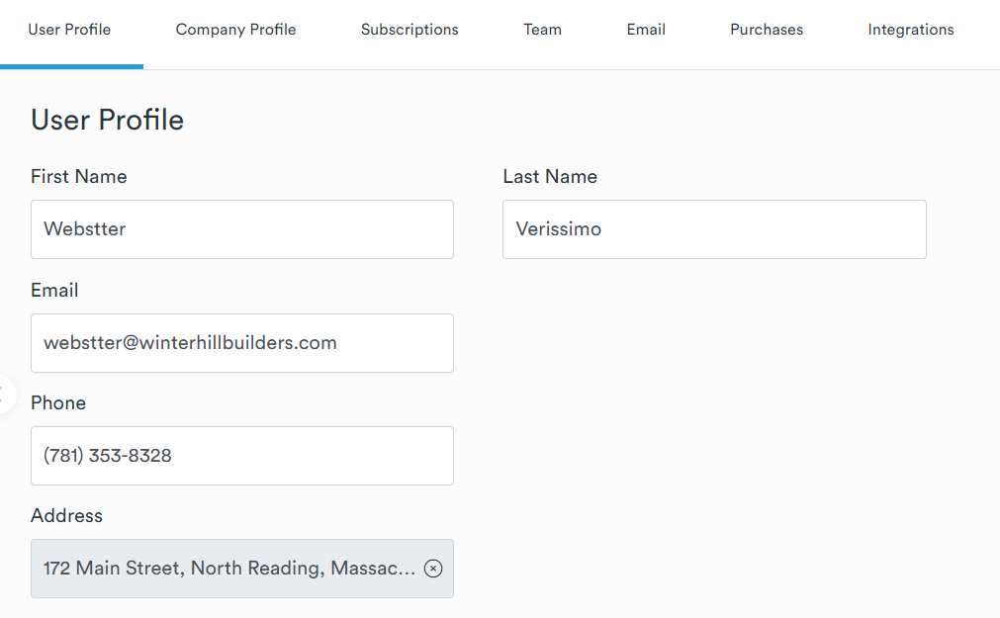 User Profile Company Profile Subscriptions Team Email Purchases Integrations
User Profile
First Name Last Name
Webstter Verissimo
Email
webstter@winterhillbuilders.com
Phone
(781) 353-8328
Address
172 Main Street, North Reading, Massac...